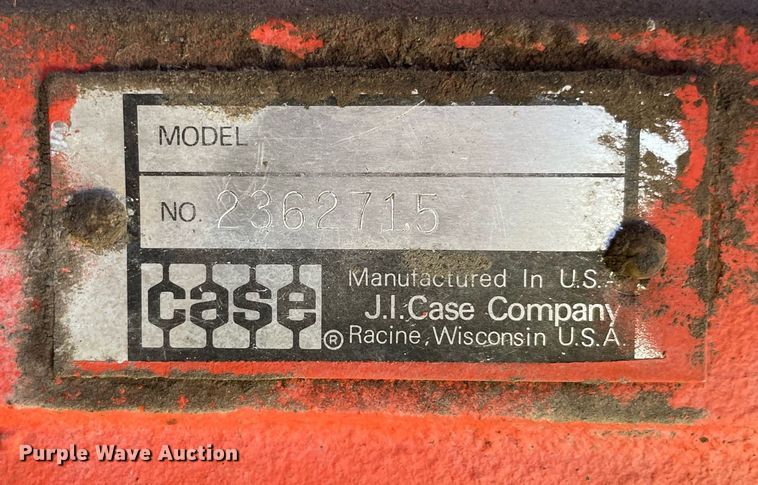 MODEL
NO. 2362715
case ®
Manufactured In U.S.A.
J.I. Case Company
Racine, Wisconsin U.S.A.
Purple Wave Auction